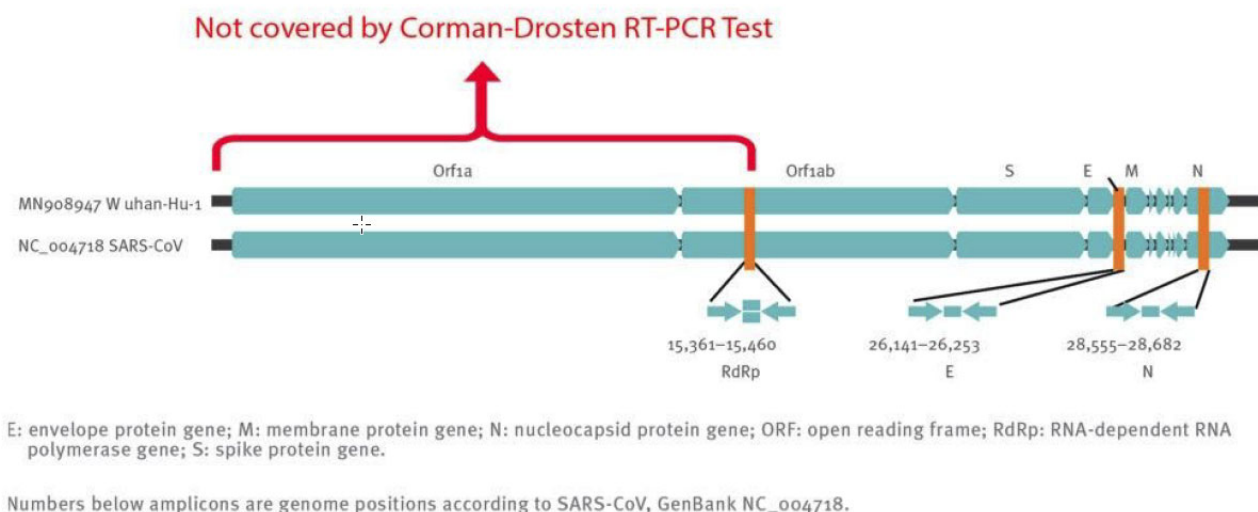 Not covered by Corman-Drosten RT-PCR Test
Orf1a Orf1ab S E M N
MN908947 W uhan-Hu-1
NC_004718 SARS-CoV
15,361–15,460 26,141–26,253 28,555–28,682
RdRp E N
E: envelope protein gene; M: membrane protein gene; N: nucleocapsid protein gene; ORF: open reading frame; RdRp: RNA-dependent RNA
polymerase gene; S: spike protein gene.
Numbers below amplicons are genome positions according to SARS-CoV, GenBank NC_004718.